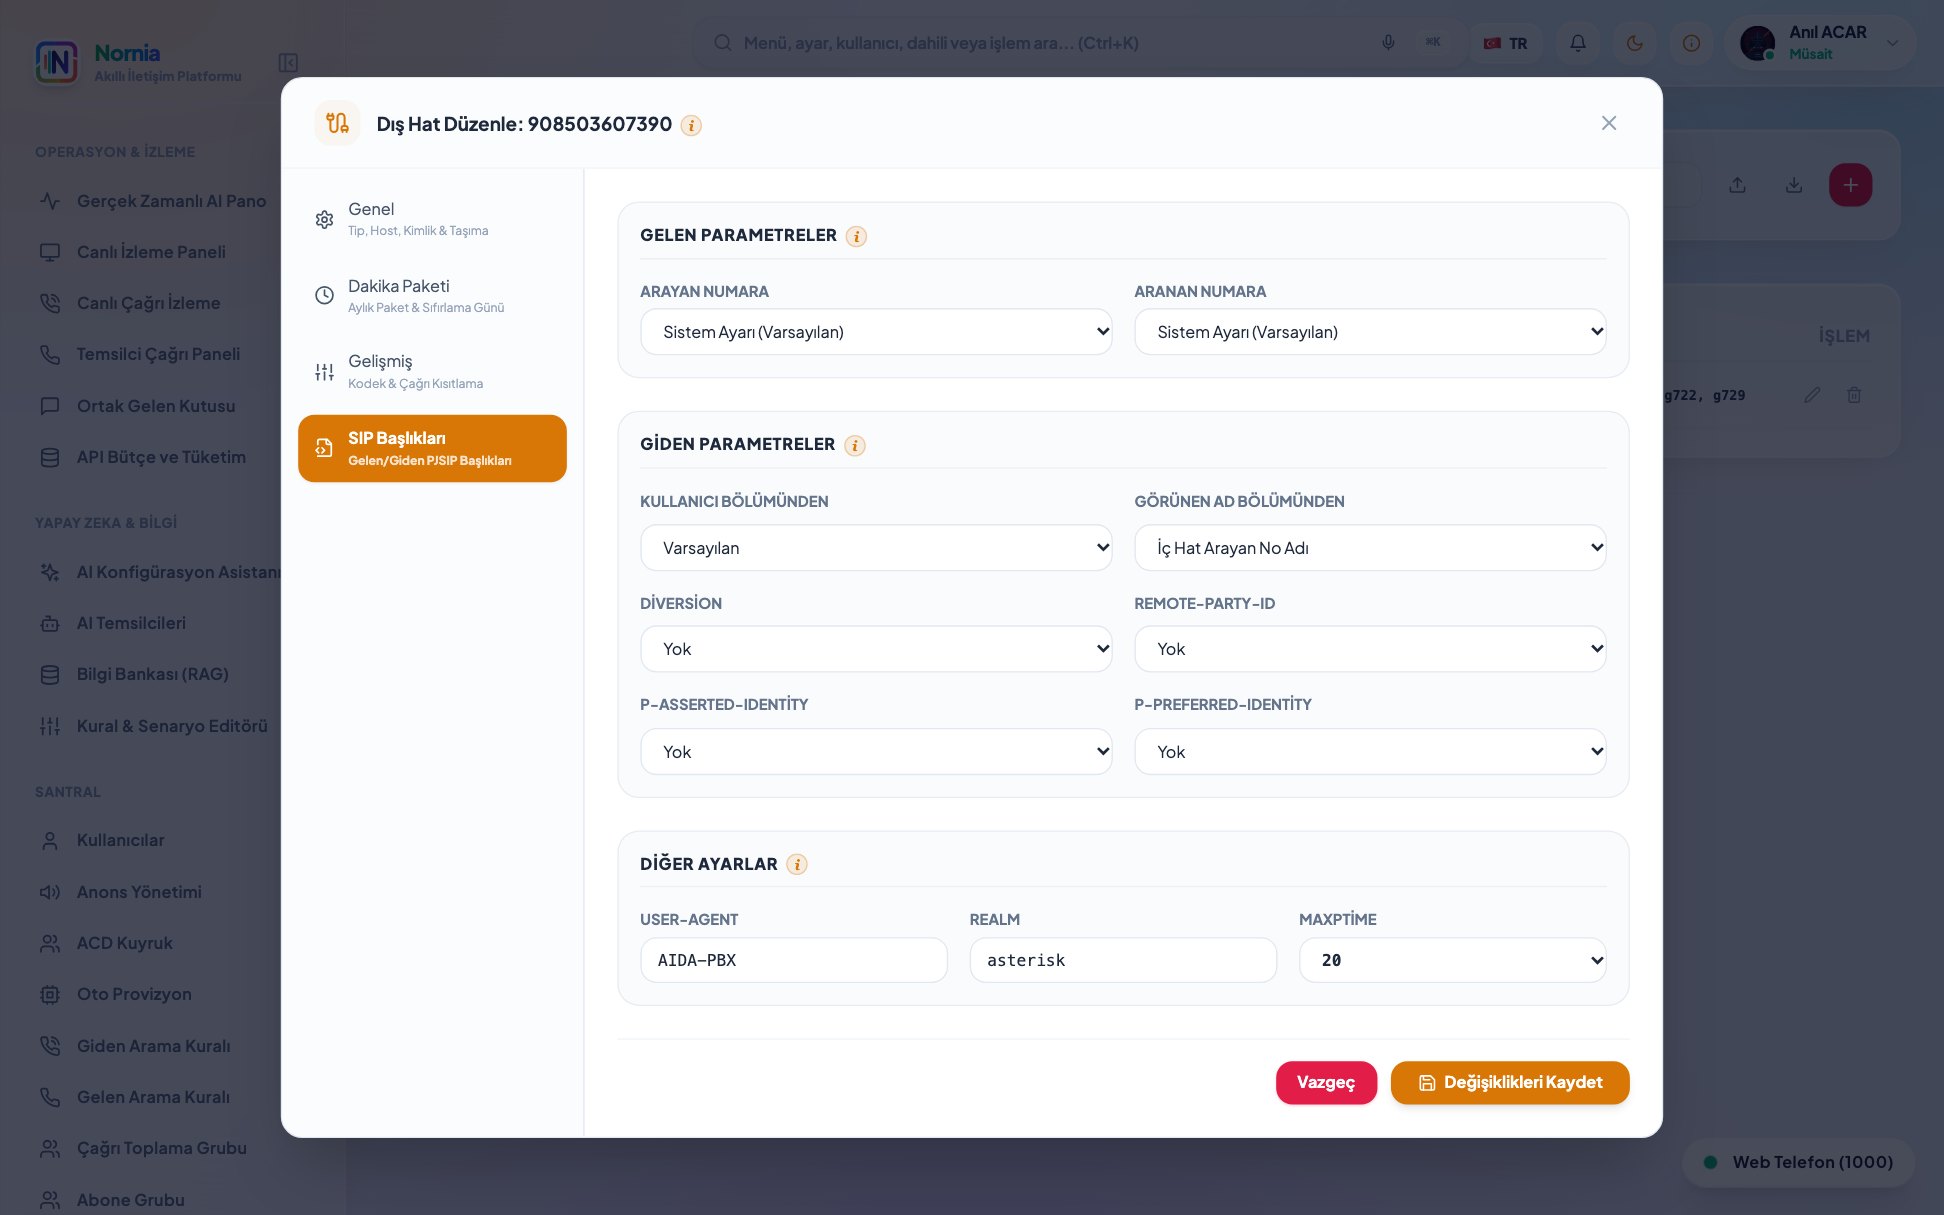 Nornia
Akıllı İletişim Platformu
Menü, ayar, kullanıcı, dahili veya işlem ara... (Ctrl+K)
⌘K
TR
Anıl ACAR
Müsait
OPERASYON & İZLEME
Gerçek Zamanlı AI Pano
Canlı İzleme Paneli
Canlı Çağrı İzleme
Temsilci Çağrı Paneli
Ortak Gelen Kutusu
API Bütçe ve Tüketim
YAPAY ZEKA & BİLGİ
AI Konfigürasyon Asistanı
AI Temsilcileri
Bilgi Bankası (RAG)
Kural & Senaryo Editörü
SANTRAL
Kullanıcılar
Anons Yönetimi
ACD Kuyruk
Oto Provizyon
Giden Arama Kuralı
Gelen Arama Kuralı
Çağrı Toplama Grubu
Abone Grubu
Dış Hat Düzenle: 908503607390
Genel
Tip, Host, Kimlik & Taşıma
Dakika Paketi
Aylık Paket & Sıfırlama Günü
Gelişmiş
Kodek & Çağrı Kısıtlama
SIP Başlıkları
Gelen/Giden PJSIP Başlıkları
GELEN PARAMETRELER
ARAYAN NUMARA
ARANAN NUMARA
Sistem Ayarı (Varsayılan)
Sistem Ayarı (Varsayılan)
GİDEN PARAMETRELER
KULLANICI BÖLÜMÜNDEN
GÖRÜNEN AD BÖLÜMÜNDEN
Varsayılan
İç Hat Arayan No Adı
DİVERSİON
REMOTE-PARTY-ID
Yok
Yok
P-ASSERTED-IDENTİTY
P-PREFERRED-IDENTİTY
Yok
Yok
DİĞER AYARLAR
USER-AGENT
REALM
MAXPTİME
AIDA-PBX
asterisk
20
Vazgeç
Değişiklikleri Kaydet
İŞLEM
g722, g729
Web Telefon (1000)